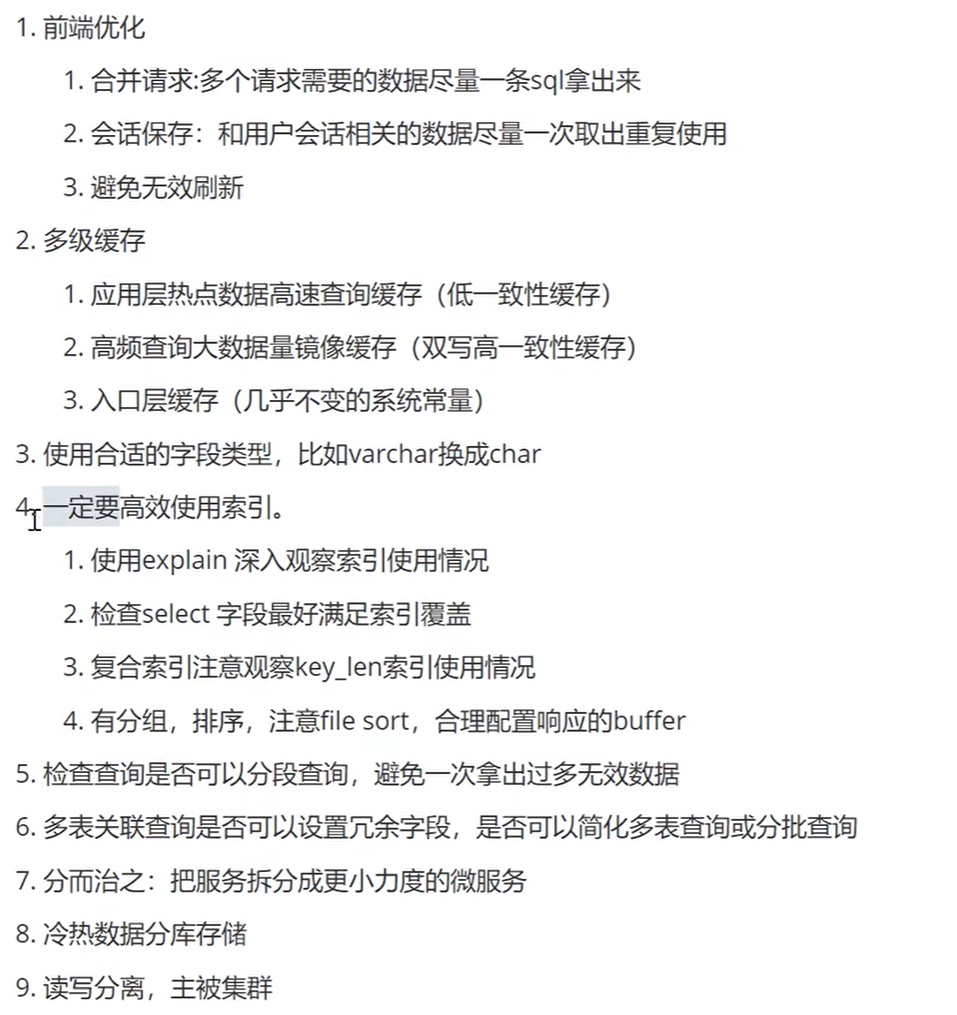 1. 前端优化
1. 合并请求:多个请求需要的数据尽量一条sql拿出来
2. 会话保存：和用户会话相关的数据尽量一次取出重复使用
3. 避免无效刷新
2. 多级缓存
1. 应用层热点数据高速查询缓存（低一致性缓存）
2. 高频查询大数据量镜像缓存（双写高一致性缓存）
3. 入口层缓存（几乎不变的系统常量）
3. 使用合适的字段类型，比如varchar换成char
4. 一定要高效使用索引。
1. 使用explain 深入观察索引使用情况
2. 检查select 字段最好满足索引覆盖
3. 复合索引注意观察key_len索引使用情况
4. 有分组，排序，注意file sort，合理配置响应的buffer
5. 检查查询是否可以分段查询，避免一次拿出过多无效数据
6. 多表关联查询是否可以设置冗余字段，是否可以简化多表查询或分批查询
7. 分而治之：把服务拆分成更小力度的微服务
8. 冷热数据分库存储
9. 读写分离，主被集群